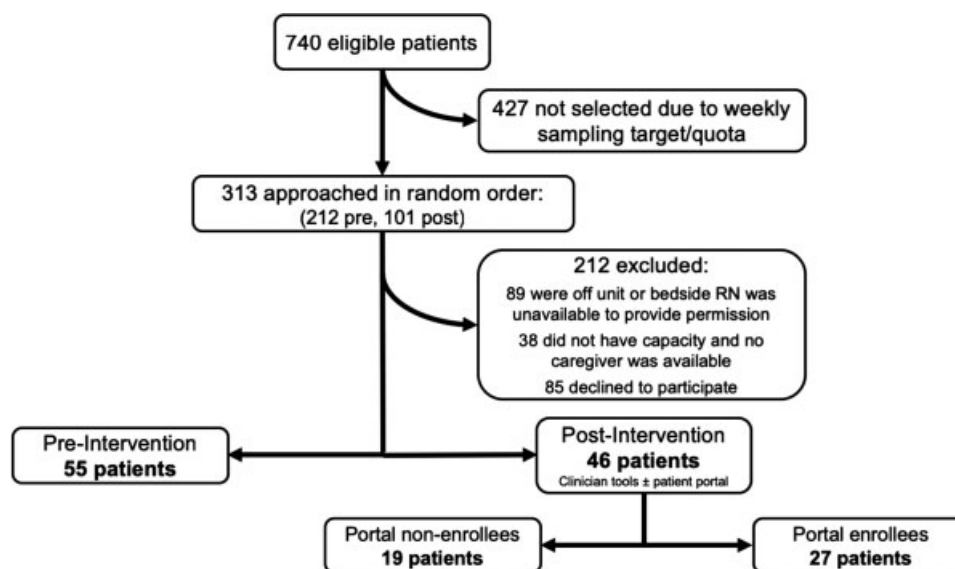 740 eligible patients
427 not selected due to weekly
sampling target/quota
313 approached in random order:
(212 pre, 101 post)
212 excluded:
89 were off unit or bedside RN was
unavailable to provide permission
38 did not have capacity and no
caregiver was available
85 declined to participate
Pre-Intervention
55 patients
Post-Intervention
46 patients
Clinician tools ± patient portal
Portal non-enrollees
19 patients
Portal enrollees
27 patients